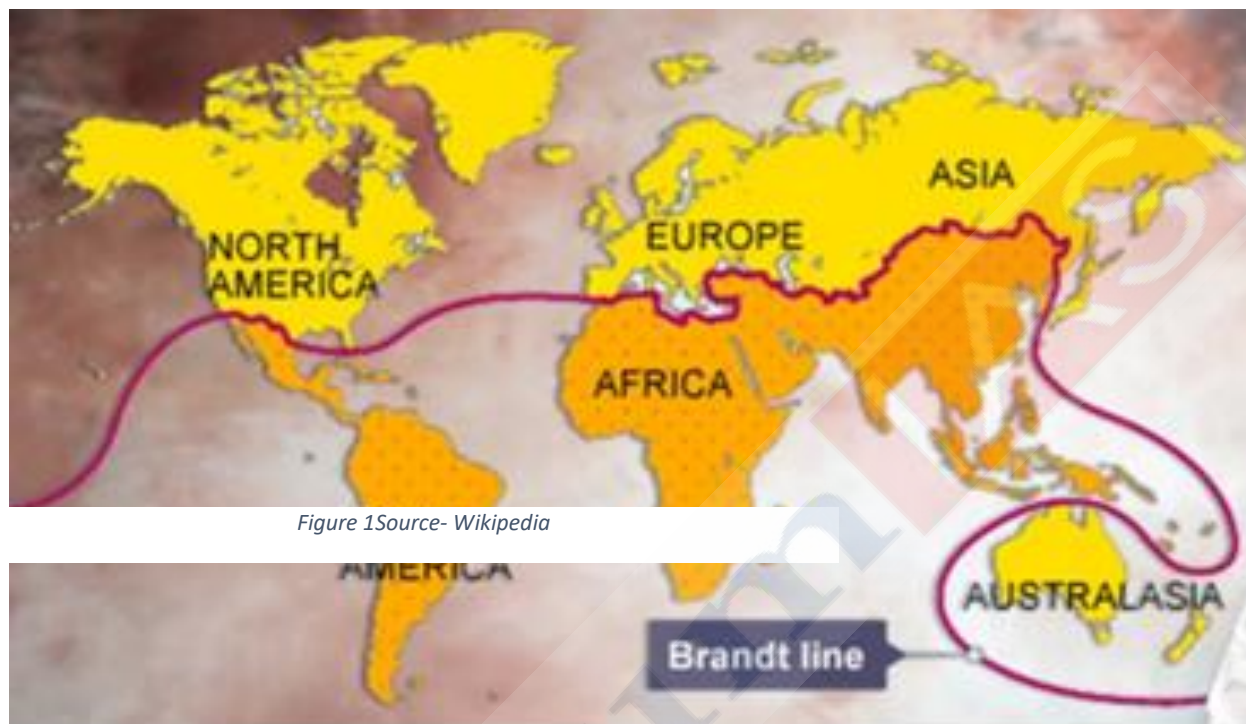 ASIA
EUROPE
NORTH
AMERICA
AFRICA
Figure 1Source- Wikipedia
AMERICA
AUSTRALASIA
Brandt line